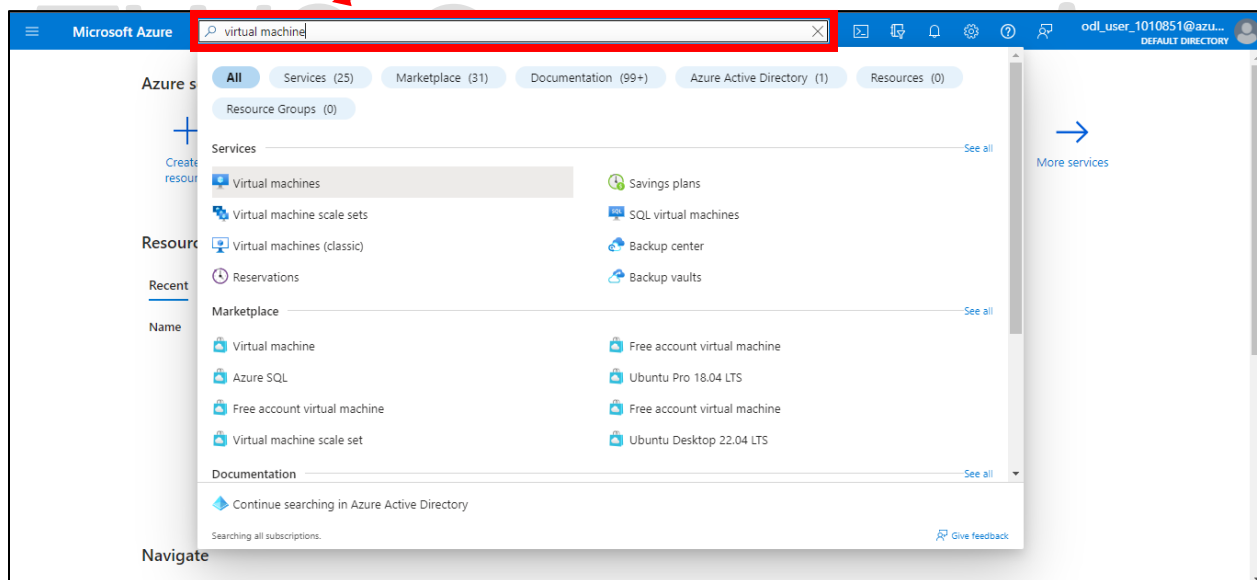 Microsoft Azure
virtual machine
odl_user_1010851@azu...
DEFAULT DIRECTORY
Azure s
All
Services (25)
Marketplace (31)
Documentation (99+)
Azure Active Directory (1)
Resources (0)
Resource Groups (0)
Services
See all
Create
resour
More services
Virtual machines
Savings plans
Virtual machine scale sets
SQL virtual machines
Resourc
Virtual machines (classic)
Backup center
Reservations
Backup vaults
Recent
Marketplace
See all
Name
Virtual machine
Free account virtual machine
Azure SQL
Ubuntu Pro 18.04 LTS
Free account virtual machine
Free account virtual machine
Virtual machine scale set
Ubuntu Desktop 22.04 LTS
Documentation
See all
Continue searching in Azure Active Directory
Searching all subscriptions.
Give feedback
Navigate